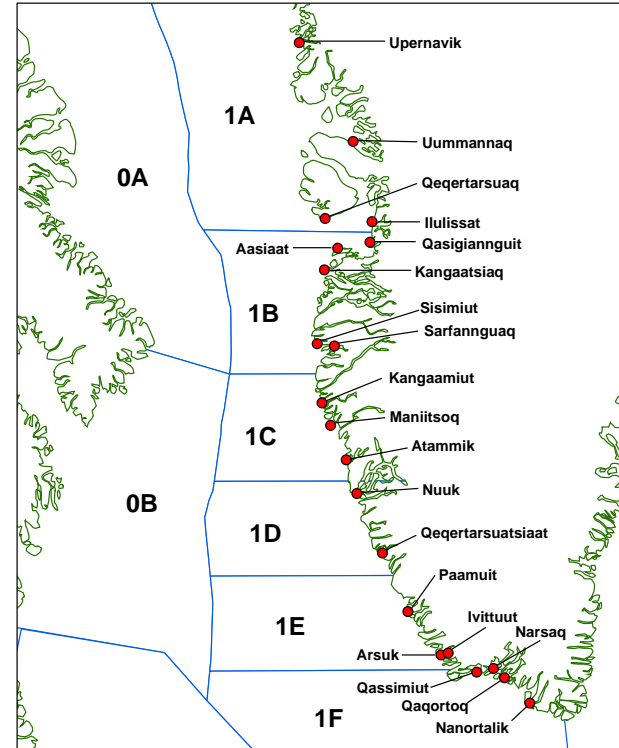 Upernavik
1A
Uummannaq
0A
Qeqertarsuaq
Ilulissat
Qasigiannguit
Aasiaat
Kangaatsiaq
Sisimiut
1B
Sarfannguaq
Kangaamiut
Maniitsoq
1C
Atammik
Nuuk
0B
1D
Qeqertarsuatsiaat
Paamuit
1E
Ivittuut
Narsaq
Arsuk
Qassimiut
Qaqortoq
Nanortalik
1F